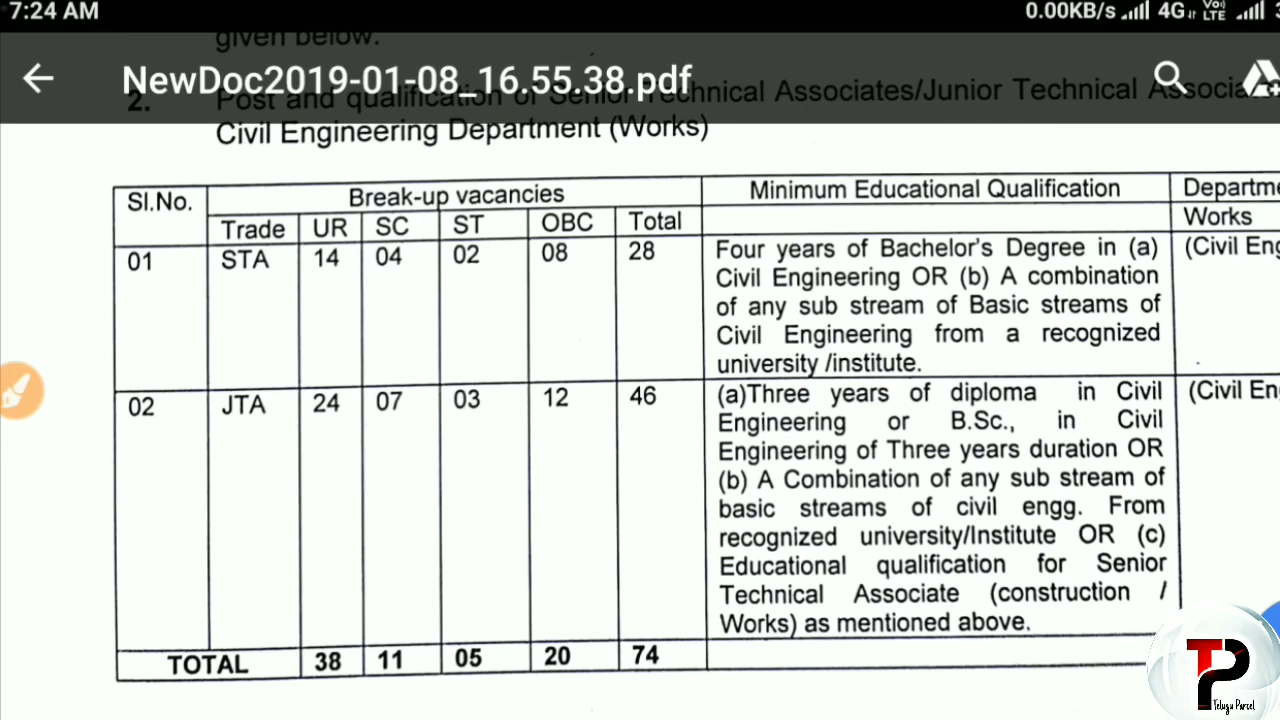 7:24 AM
0.00KB/s 4G VoLTE
given below.
NewDoc2019-01-08_16.55.38.pdf
2. Post and qualification of Senior Technical Associates/Junior Technical
Civil Engineering Department (Works)
Sl.No. Break-up vacancies Minimum Educational Qualification
Trade UR SC ST OBC Total Works
01 STA 14 04 02 08 28 Four years of Bachelor's Degree in (a) (Civil
Civil Engineering OR (b) A combination
of any sub stream of Basic streams of
Civil Engineering from a recognized
university /institute.
02 JTA 24 07 03 12 46 (a)Three years of diploma in Civil (Civil
Engineering or B.Sc., in Civil
Engineering of Three years duration OR
(b) A Combination of any sub stream of
basic streams of civil engg. From
recognized university/Institute OR (c)
Educational qualification for Senior
Technical Associate (construction /
Works) as mentioned above.
TOTAL 38 11 05 20 74
TP
Telugu Parcel